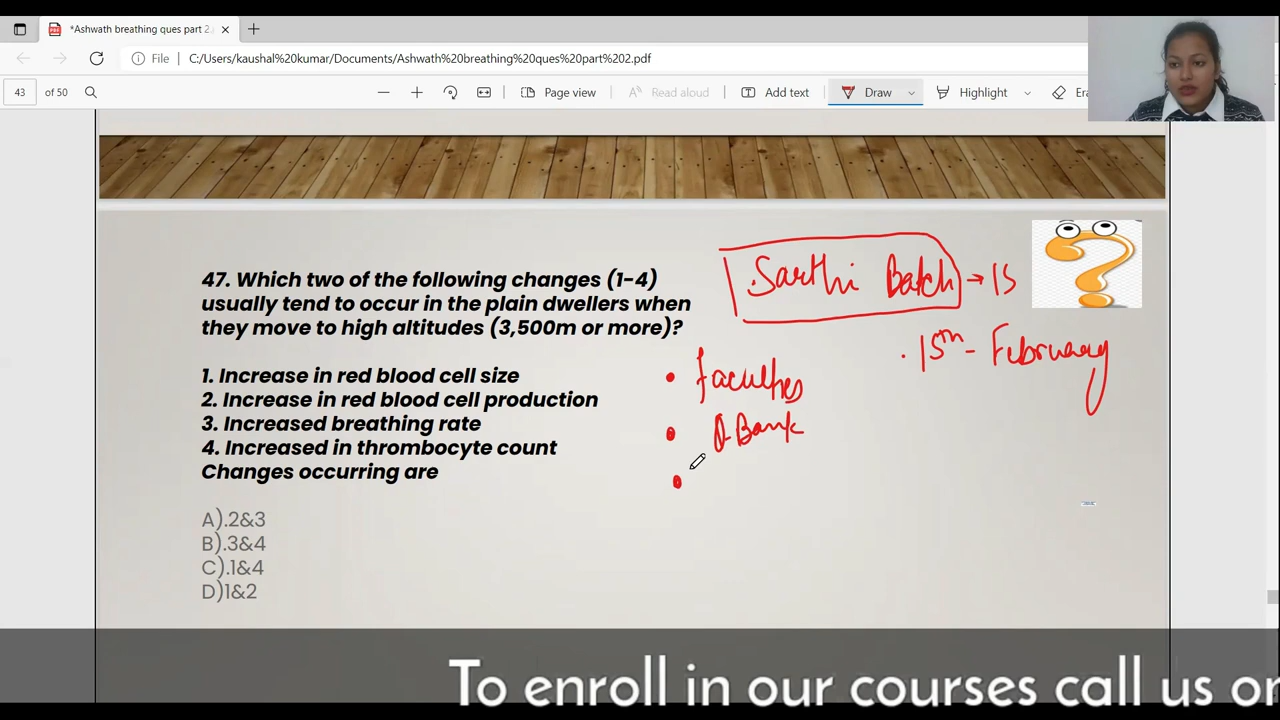 *Ashwath breathing ques part 2.
File
C:/Users/kaushal%20kumar/Documents/Ashwath%20breathing%20ques%20part%202.pdf
43 of 50
Page view
Read aloud
Add text
Draw
Highlight
Era
47. Which two of the following changes (1-4)
usually tend to occur in the plain dwellers when
they move to high altitudes (3,500m or more)?
1. Increase in red blood cell size
2. Increase in red blood cell production
3. Increased breathing rate
4. Increased in thrombocyte count
Changes occurring are
A).2&3
B).3&4
C).1&4
D)1&2
Sarthi Batch → 15
15th - February
• faculties
• Q Bank
•
To enroll in our courses call us or